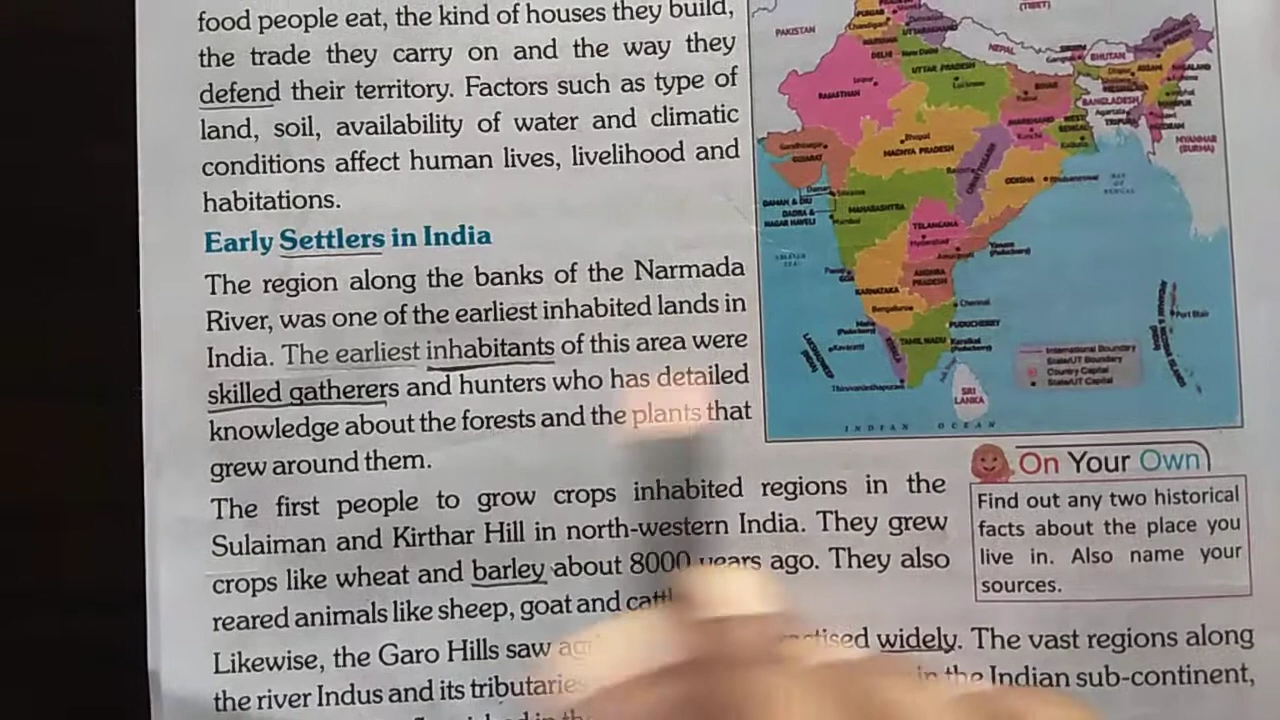 food people eat, the kind of houses they build,
the trade they carry on and the way they
defend their territory. Factors such as type of
land, soil, availability of water and climatic
conditions affect human lives, livelihood and
habitations.
Early Settlers in India
The region along the banks of the Narmada
River, was one of the earliest inhabited lands in
India. The earliest inhabitants of this area were
skilled gatherers and hunters who has detailed
knowledge about the forests and the plants that
grew around them.
The first people to grow crops inhabited regions in the
Sulaiman and Kirthar Hill in north-western India. They grew
crops like wheat and barley about 8000 years ago. They also
reared animals like sheep, goat and
Likewise, the Garo Hills saw widely. The vast regions along
the river Indus and its in the Indian sub-continent,
PAKISTAN
(TIBET)
NEPAL
BHUTAN
DELHI New Delhi
UTTAR PRADESH
Lucknow
RAJASTHAN
BIHAR
ASSAM
BANGLADESH
JHARKHAND
WEST
BENGAL
Kolkata
MYANMAR
(BURMA)
Gandhinagar
GUJARAT
Bhopal
MADHYA PRADESH
ODISHA
Bhubaneswar
BAY
OF
BENGAL
Daman
DAMAN & DIU
DADRA &
NAGAR HAVELI
MAHARASHTRA
Mumbai
TELANGANA
Hyderabad
GOA
ANDHRA
PRADESH
KARNATAKA
Bengaluru
Chennai
PUDUCHERRY
TAMIL NADU
Karaikal
(Puducherry)
KERALA
Kavaratti
Thiruvananthapuram
Port Blair
SRI
LANKA
International Boundary
State/UT Boundary
Country Capital
State/UT Capital
INDIAN OCEAN
On Your Own
Find out any two historical
facts about the place you
live in. Also name your
sources.